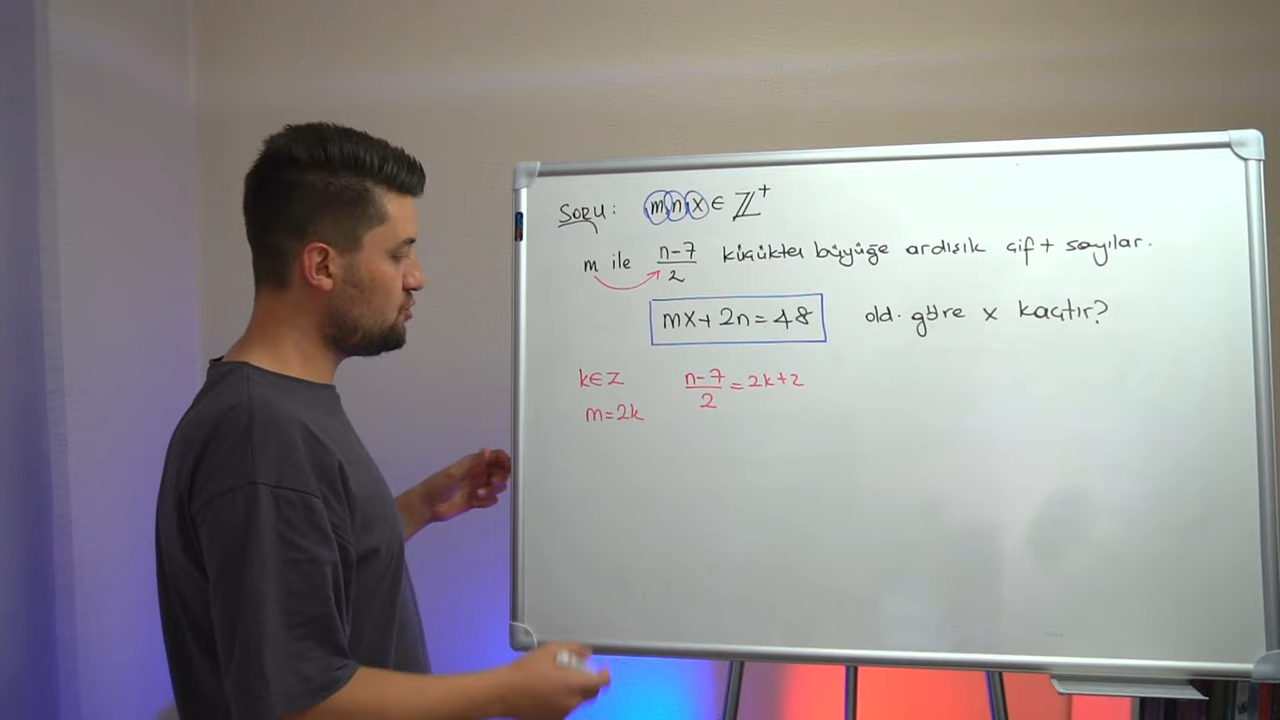 SORU: m,n,x ∈ ℤ⁺
m ile (n-7)/2 küçükten büyüğe ardışık çift sayılar.
mx+2n=48 old. göre x kaçtır?
k∈Z (n-7)/2=2k+2
m=2k